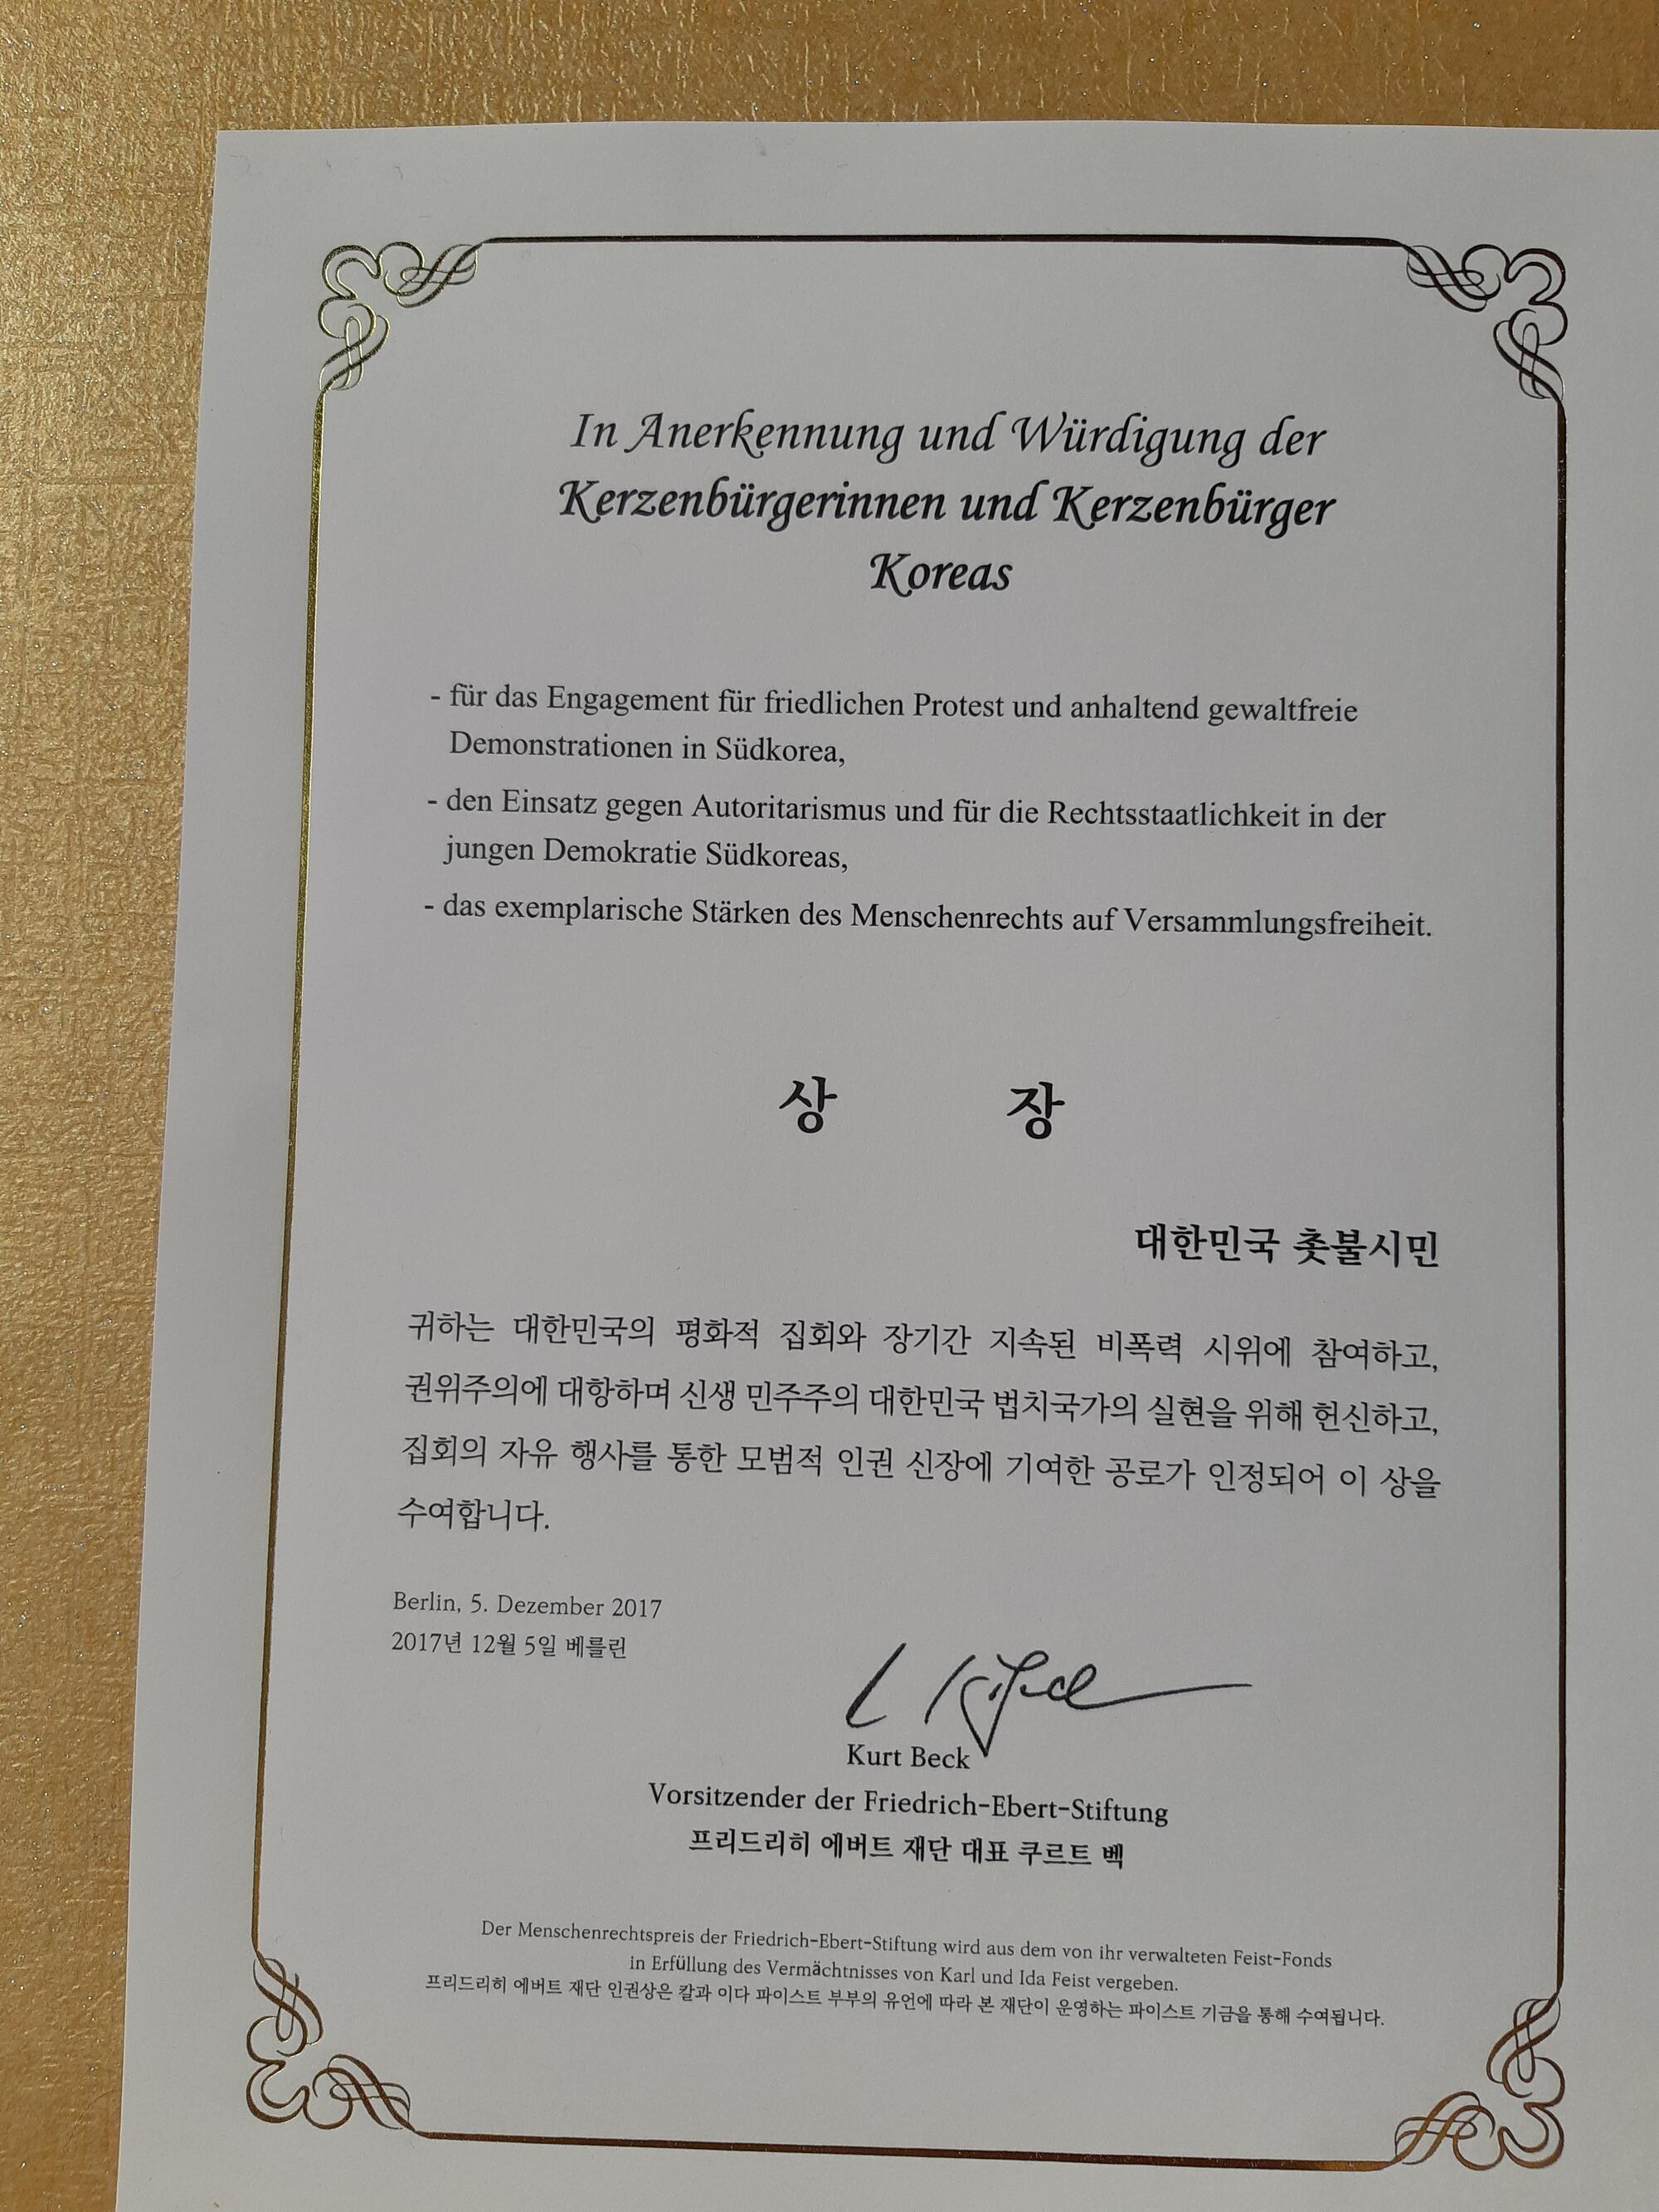 In Anerkennung und Würdigung der
Kerzenbürgerinnen und Kerzenbürger
Koreas
- für das Engagement für friedlichen Protest und anhaltend gewaltfreie
Demonstrationen in Südkorea,
- den Einsatz gegen Autoritarismus und für die Rechtsstaatlichkeit in der
jungen Demokratie Südkoreas,
- das exemplarische Stärken des Menschenrechts auf Versammlungsfreiheit.
상 장
대한민국 촛불시민
귀하는 대한민국의 평화적 집회와 장기간 지속된 비폭력 시위에 참여하고,
권위주의에 대항하며 신생 민주주의 대한민국 법치국가의 실현을 위해 헌신하고,
집회의 자유 행사를 통한 모범적 인권 신장에 기여한 공로가 인정되어 이 상을
수여합니다.
Berlin, 5. Dezember 2017
2017년 12월 5일 베를린
Kurt Beck
Vorsitzender der Friedrich-Ebert-Stiftung
프리드리히 에버트 재단 대표 쿠르트 벡
Der Menschenrechtspreis der Friedrich-Ebert-Stiftung wird aus dem von ihr verwalteten Feist-Fonds
in Erfüllung des Vermächtnisses von Karl und Ida Feist vergeben.
프리드리히 에버트 재단 인권상은 칼과 이다 파이스트 부부의 유언에 따라 본 재단이 운영하는 파이스트 기금을 통해 수여됩니다.